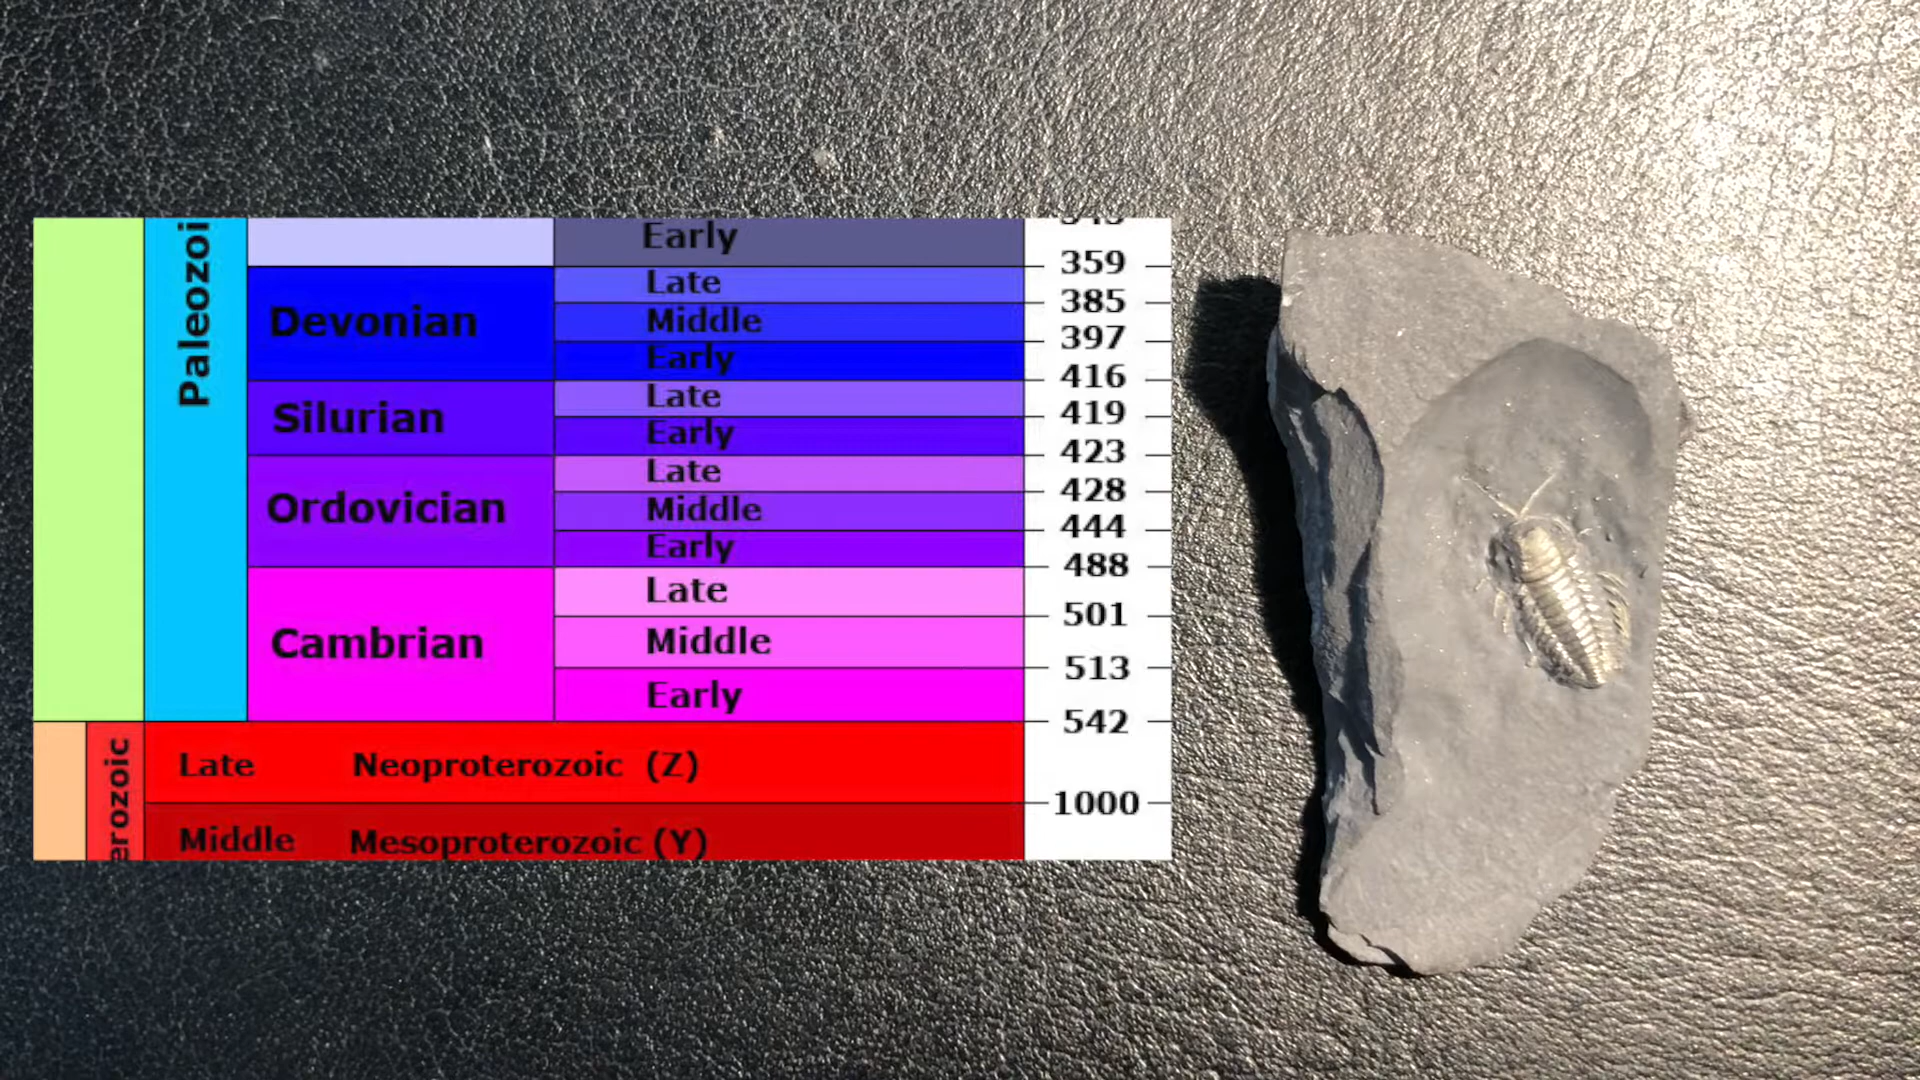 Paleozoi
Early
359
Devonian
Late
385
Middle
397
Early
416
Silurian
Late
419
Early
423
Ordovician
Late
428
Middle
444
Early
488
Cambrian
Late
501
Middle
513
Early
542
erozoic
Late Neoproterozoic (Z)
1000
Middle Mesoproterozoic (Y)